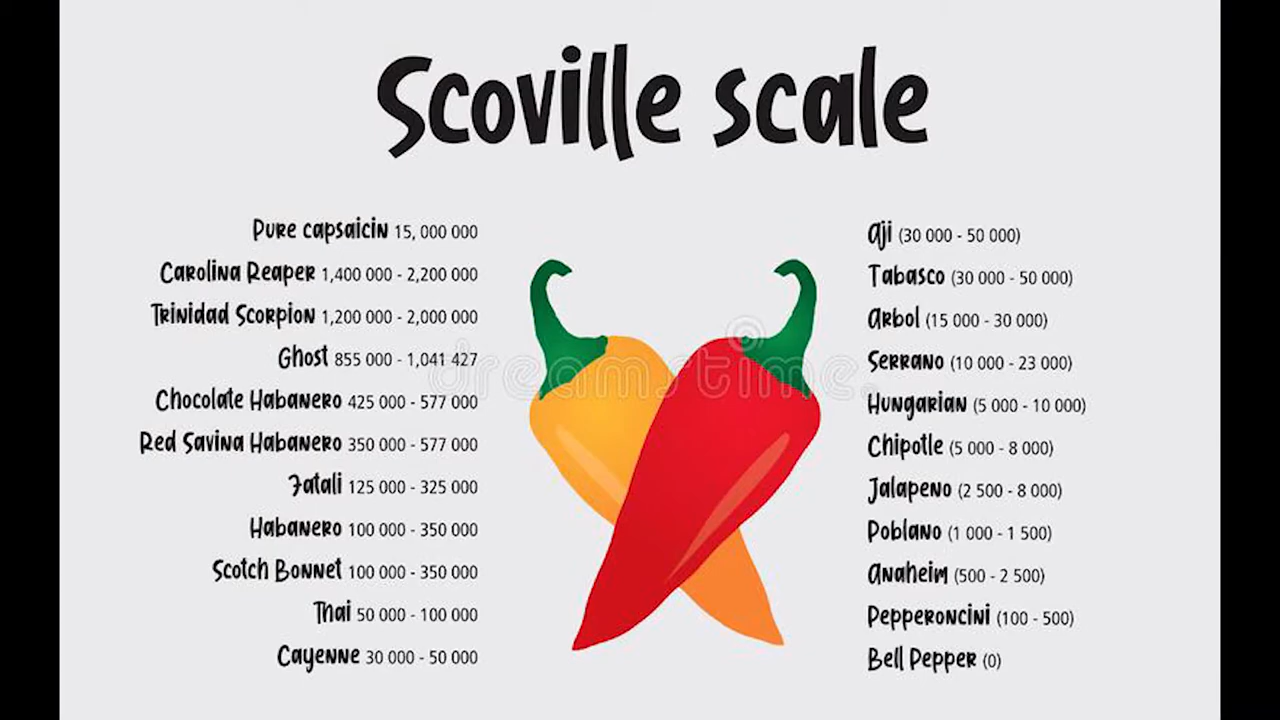 Scoville scale
Pure capsaicin 15, 000 000
Carolina Reaper 1,400 000 - 2,200 000
Trinidad Scorpion 1,200 000 - 2,000 000
Ghost 855 000 - 1,041 427
Chocolate Habanero 425 000 - 577 000
Red Savina Habanero 350 000 - 577 000
Fatali 125 000 - 325 000
Habanero 100 000 - 350 000
Scotch Bonnet 100 000 - 350 000
Thai 50 000 - 100 000
Cayenne 30 000 - 50 000
Aji (30 000 - 50 000)
Tabasco (30 000 - 50 000)
Arbol (15 000 - 30 000)
Serrano (10 000 - 23 000)
Hungarian (5 000 - 10 000)
Chipotle (5 000 - 8 000)
Jalapeno (2 500 - 8 000)
Poblano (1 000 - 1 500)
Anaheim (500 - 2 500)
Pepperoncini (100 - 500)
Bell Pepper (0)
dreamstime.